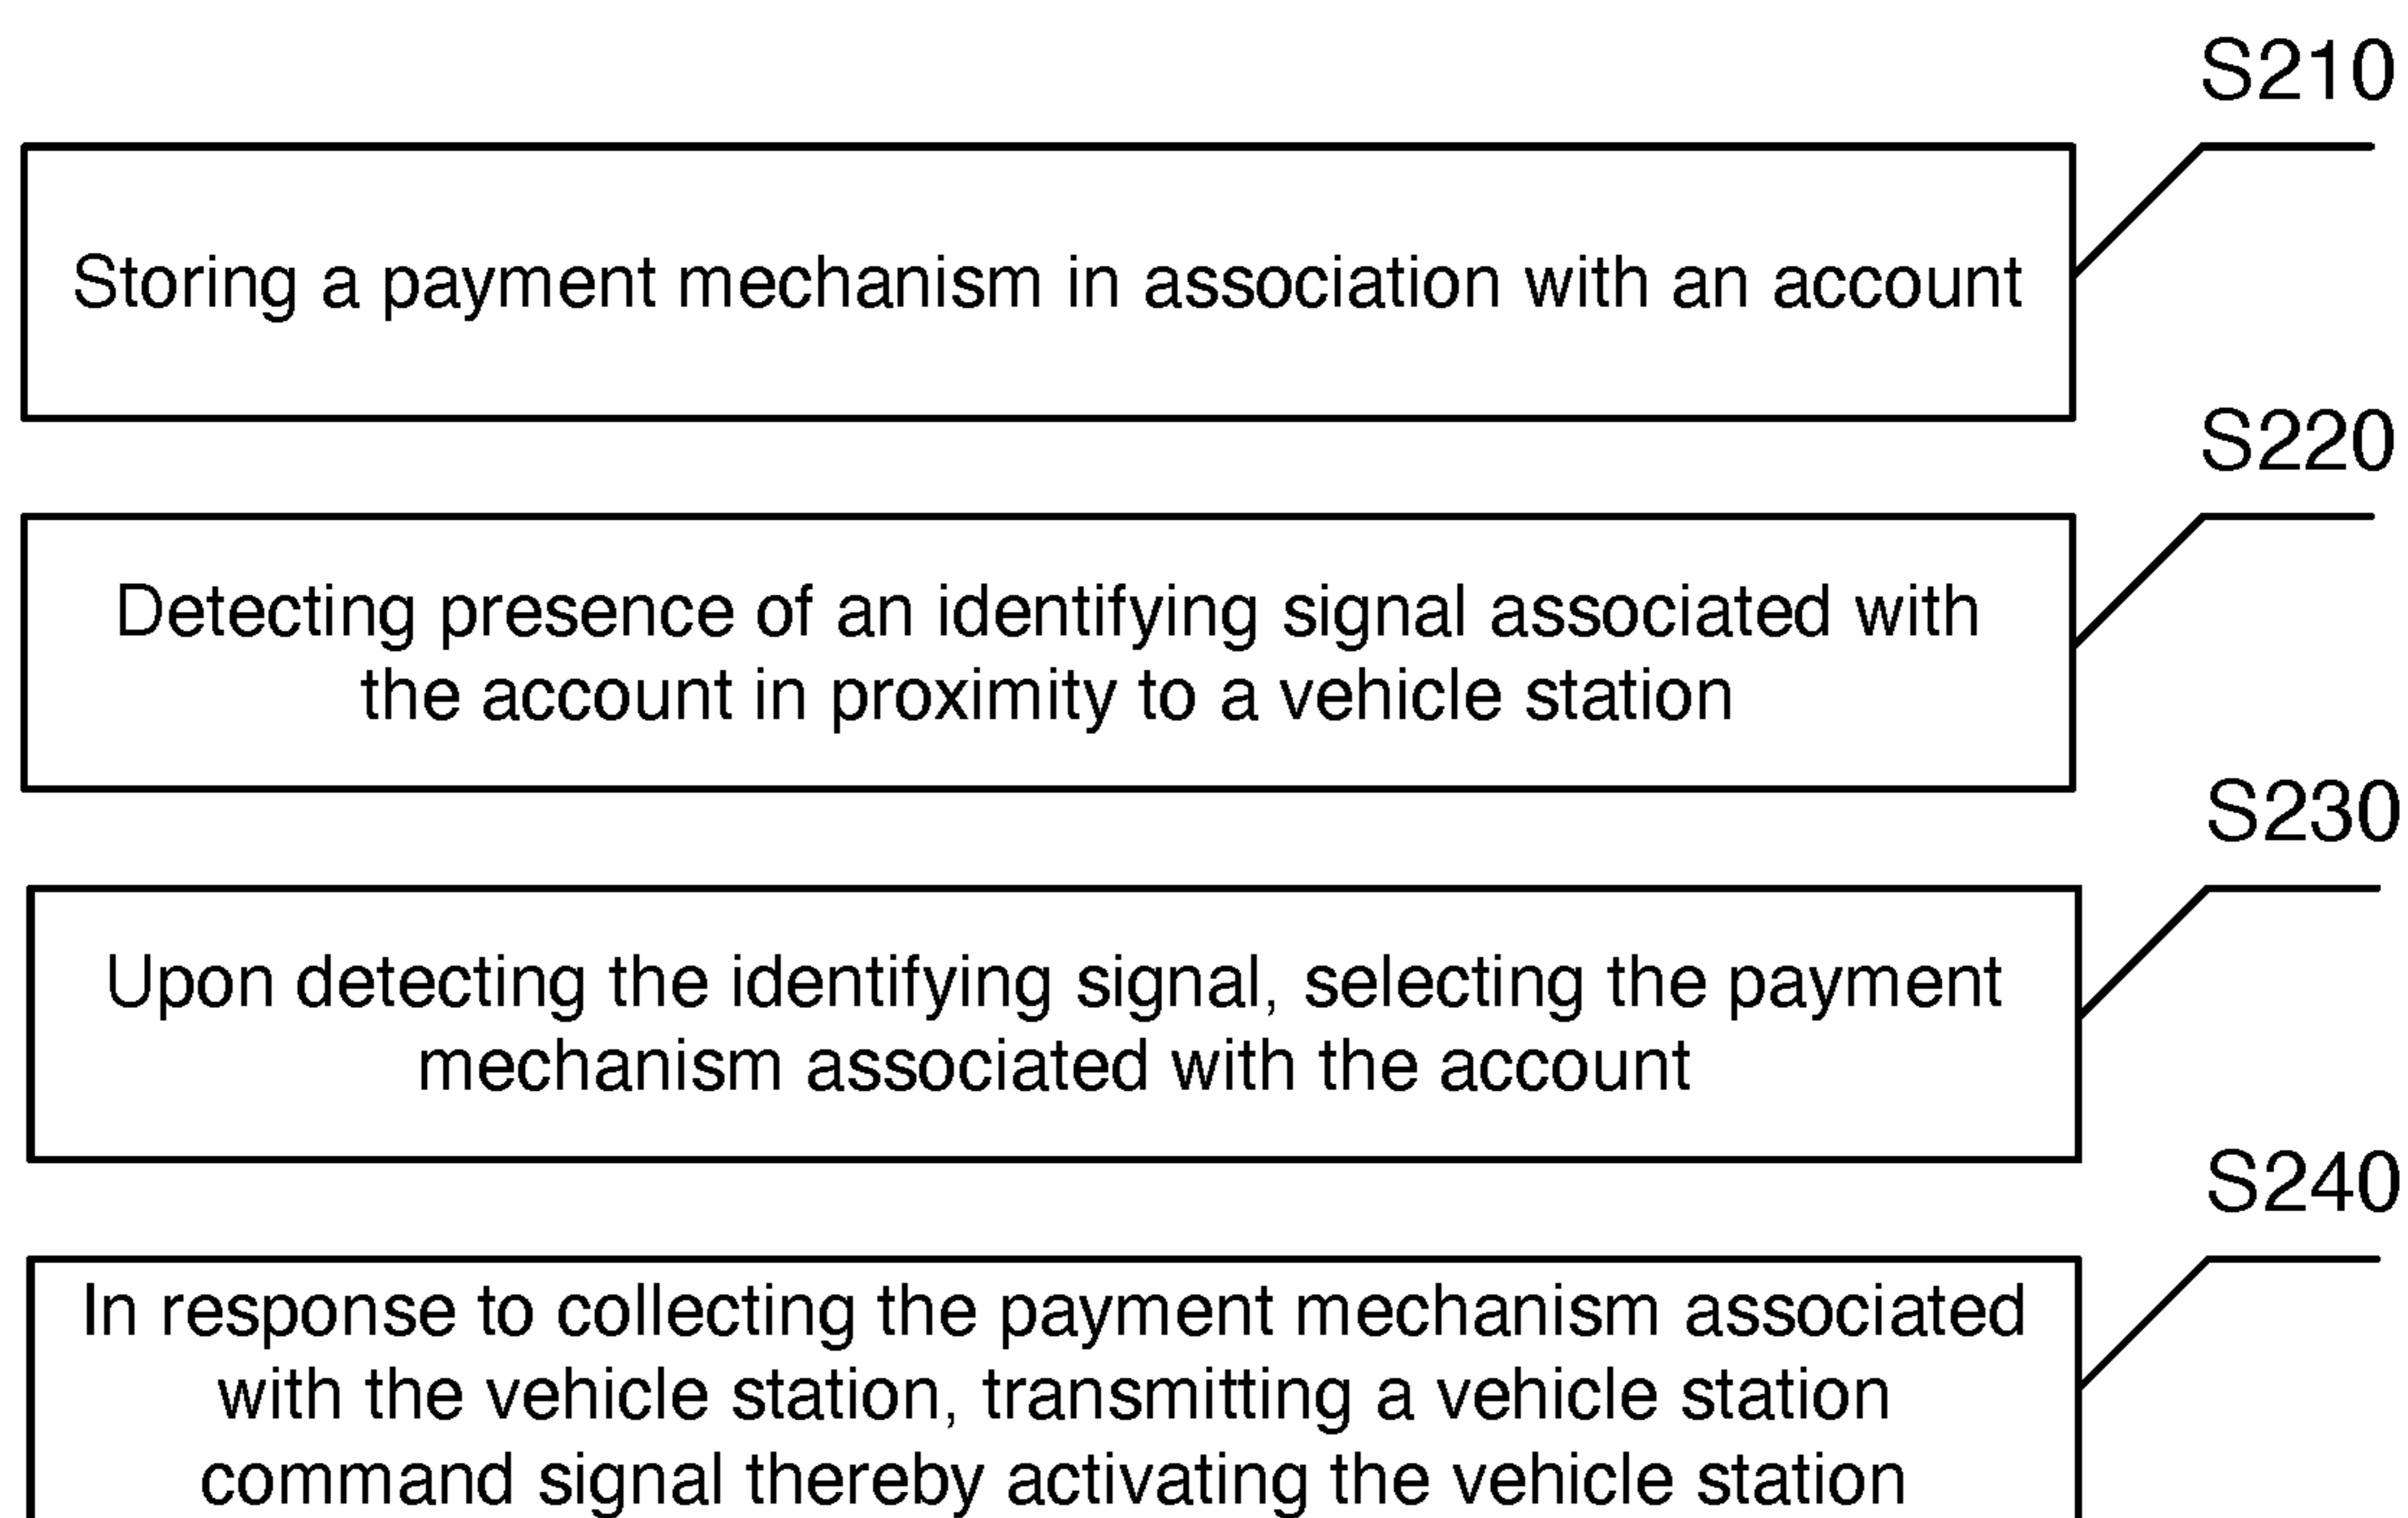 S210
Storing a payment mechanism in association with an account
S220
Detecting presence of an identifying signal associated with
the account in proximity to a vehicle station
S230
Upon detecting the identifying signal, selecting the payment
mechanism associated with the account
S240
In response to collecting the payment mechanism associated
with the vehicle station, transmitting a vehicle station
command signal thereby activating the vehicle station